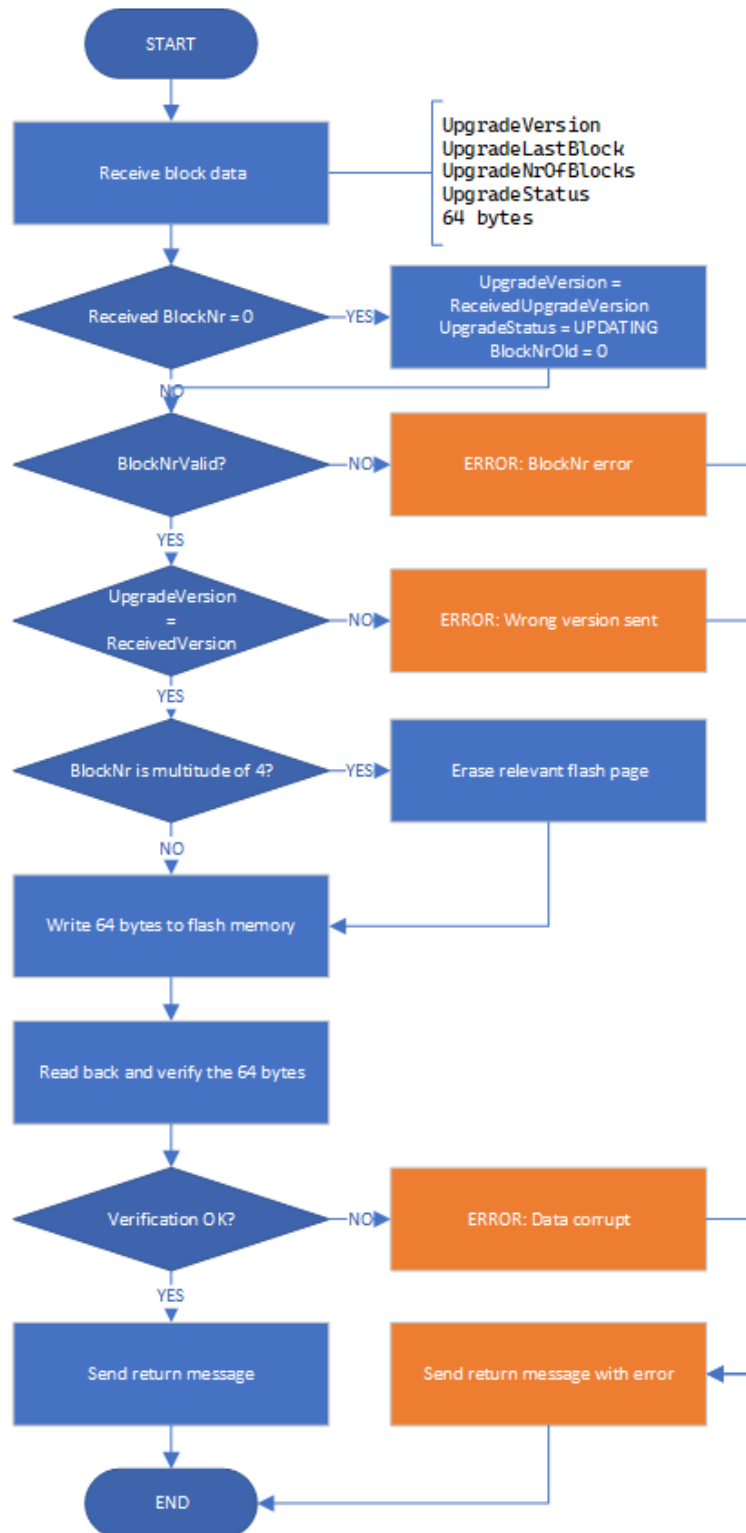 START
Receive block data
UpgradeVersion
UpgradeLastBlock
UpgradeNrOfBlocks
UpgradeStatus
64 bytes
Received BlockNr = 0
YES
UpgradeVersion =
ReceivedUpgradeVersion
UpgradeStatus = UPDATING
BlockNrOld = 0
NO
BlockNrValid?
NO
ERROR: BlockNr error
YES
UpgradeVersion
=
ReceivedVersion
NO
ERROR: Wrong version sent
YES
BlockNr is multitude of 4?
YES
Erase relevant flash page
NO
Write 64 bytes to flash memory
Read back and verify the 64 bytes
Verification OK?
NO
ERROR: Data corrupt
YES
Send return message
Send return message with error
END